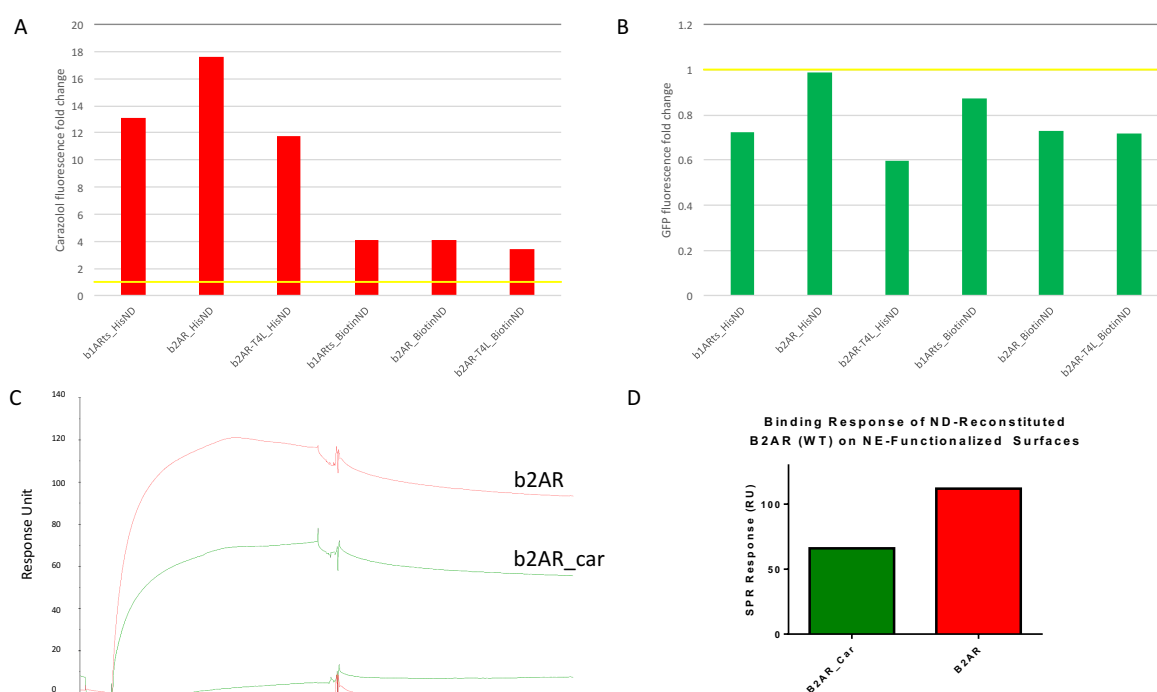 A
20
18
16
14
12
10
8
6
4
2
0
Carazolol fluorescence fold change
b1ARts_HisND
b2AR_HisND
b2AR-T4L_HisND
b1ARts_BiotinND
b2AR_BiotinND
b2AR-T4L_BiotinND
B
1.2
1
0.8
0.6
0.4
0.2
0
GFP fluorescence fold change
b1ARts_HisND
b2AR_HisND
b2AR-T4L_HisND
b1ARts_BiotinND
b2AR_BiotinND
b2AR-T4L_BiotinND
C
140
120
100
80
60
40
20
0
Response Unit
b2AR
b2AR_car
D
Binding Response of ND-Reconstituted
B2AR (WT) on NE-Functionalized Surfaces
100
50
0
SPR Response (RU)
B2AR_Car
B2AR